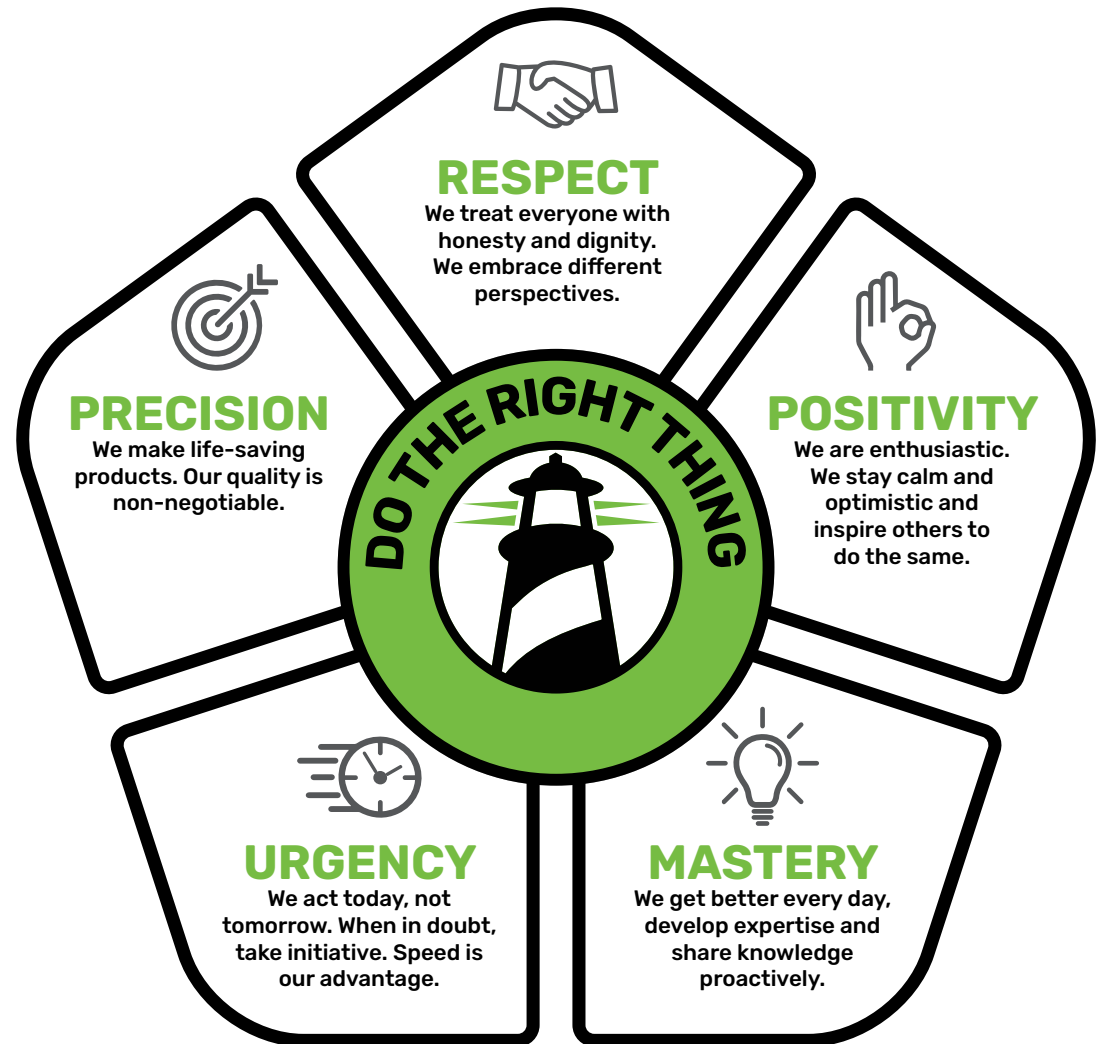 RESPECT
We treat everyone with
honesty and dignity.
We embrace different
perspectives.
PRECISION
We make life-saving
products. Our quality is
non-negotiable.
DO THE RIGHT THING
POSITIVITY
We are enthusiastic.
We stay calm and
optimistic and
inspire others to
do the same.
URGENCY
We act today, not
tomorrow. When in doubt,
take initiative. Speed is
our advantage.
MASTERY
We get better every day,
develop expertise and
share knowledge
proactively.